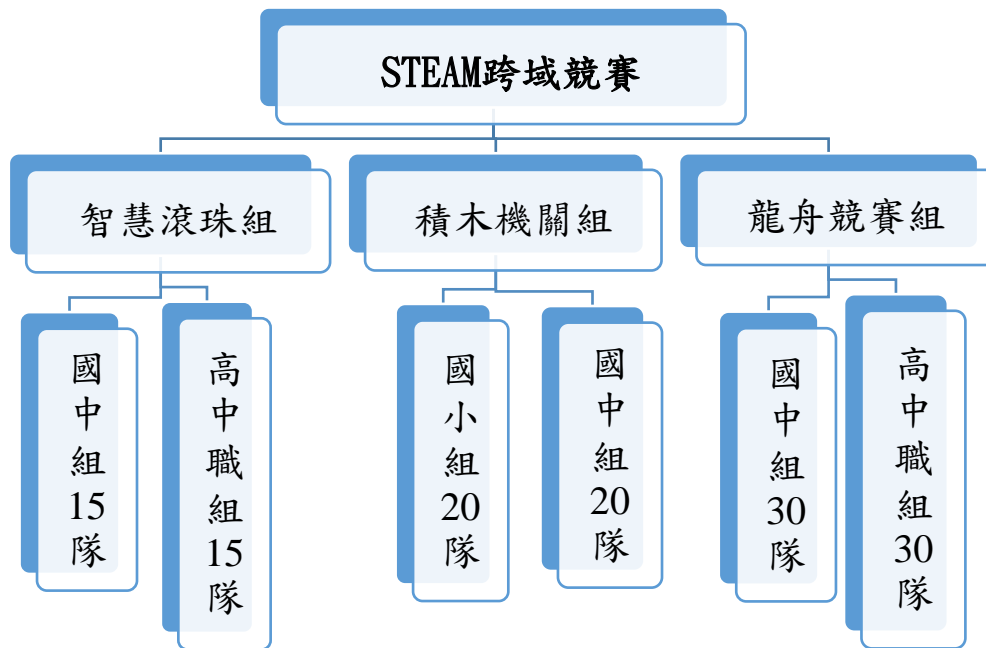 STEAM跨域競賽
智慧滾珠組
積木機關組
龍舟競賽組
國中組15隊
高中職組15隊
國小組20隊
國中組20隊
國中組30隊
高中職組30隊